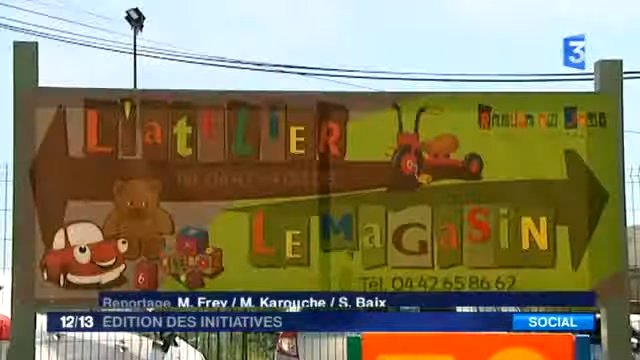 3
L'atELiER
LE MagaSiN
Tél. 04 42 65 86 62
Reportage M. Frey / M. Karouche / S. Baix
12/13 EDITION DES INITIATIVES SOCIAL